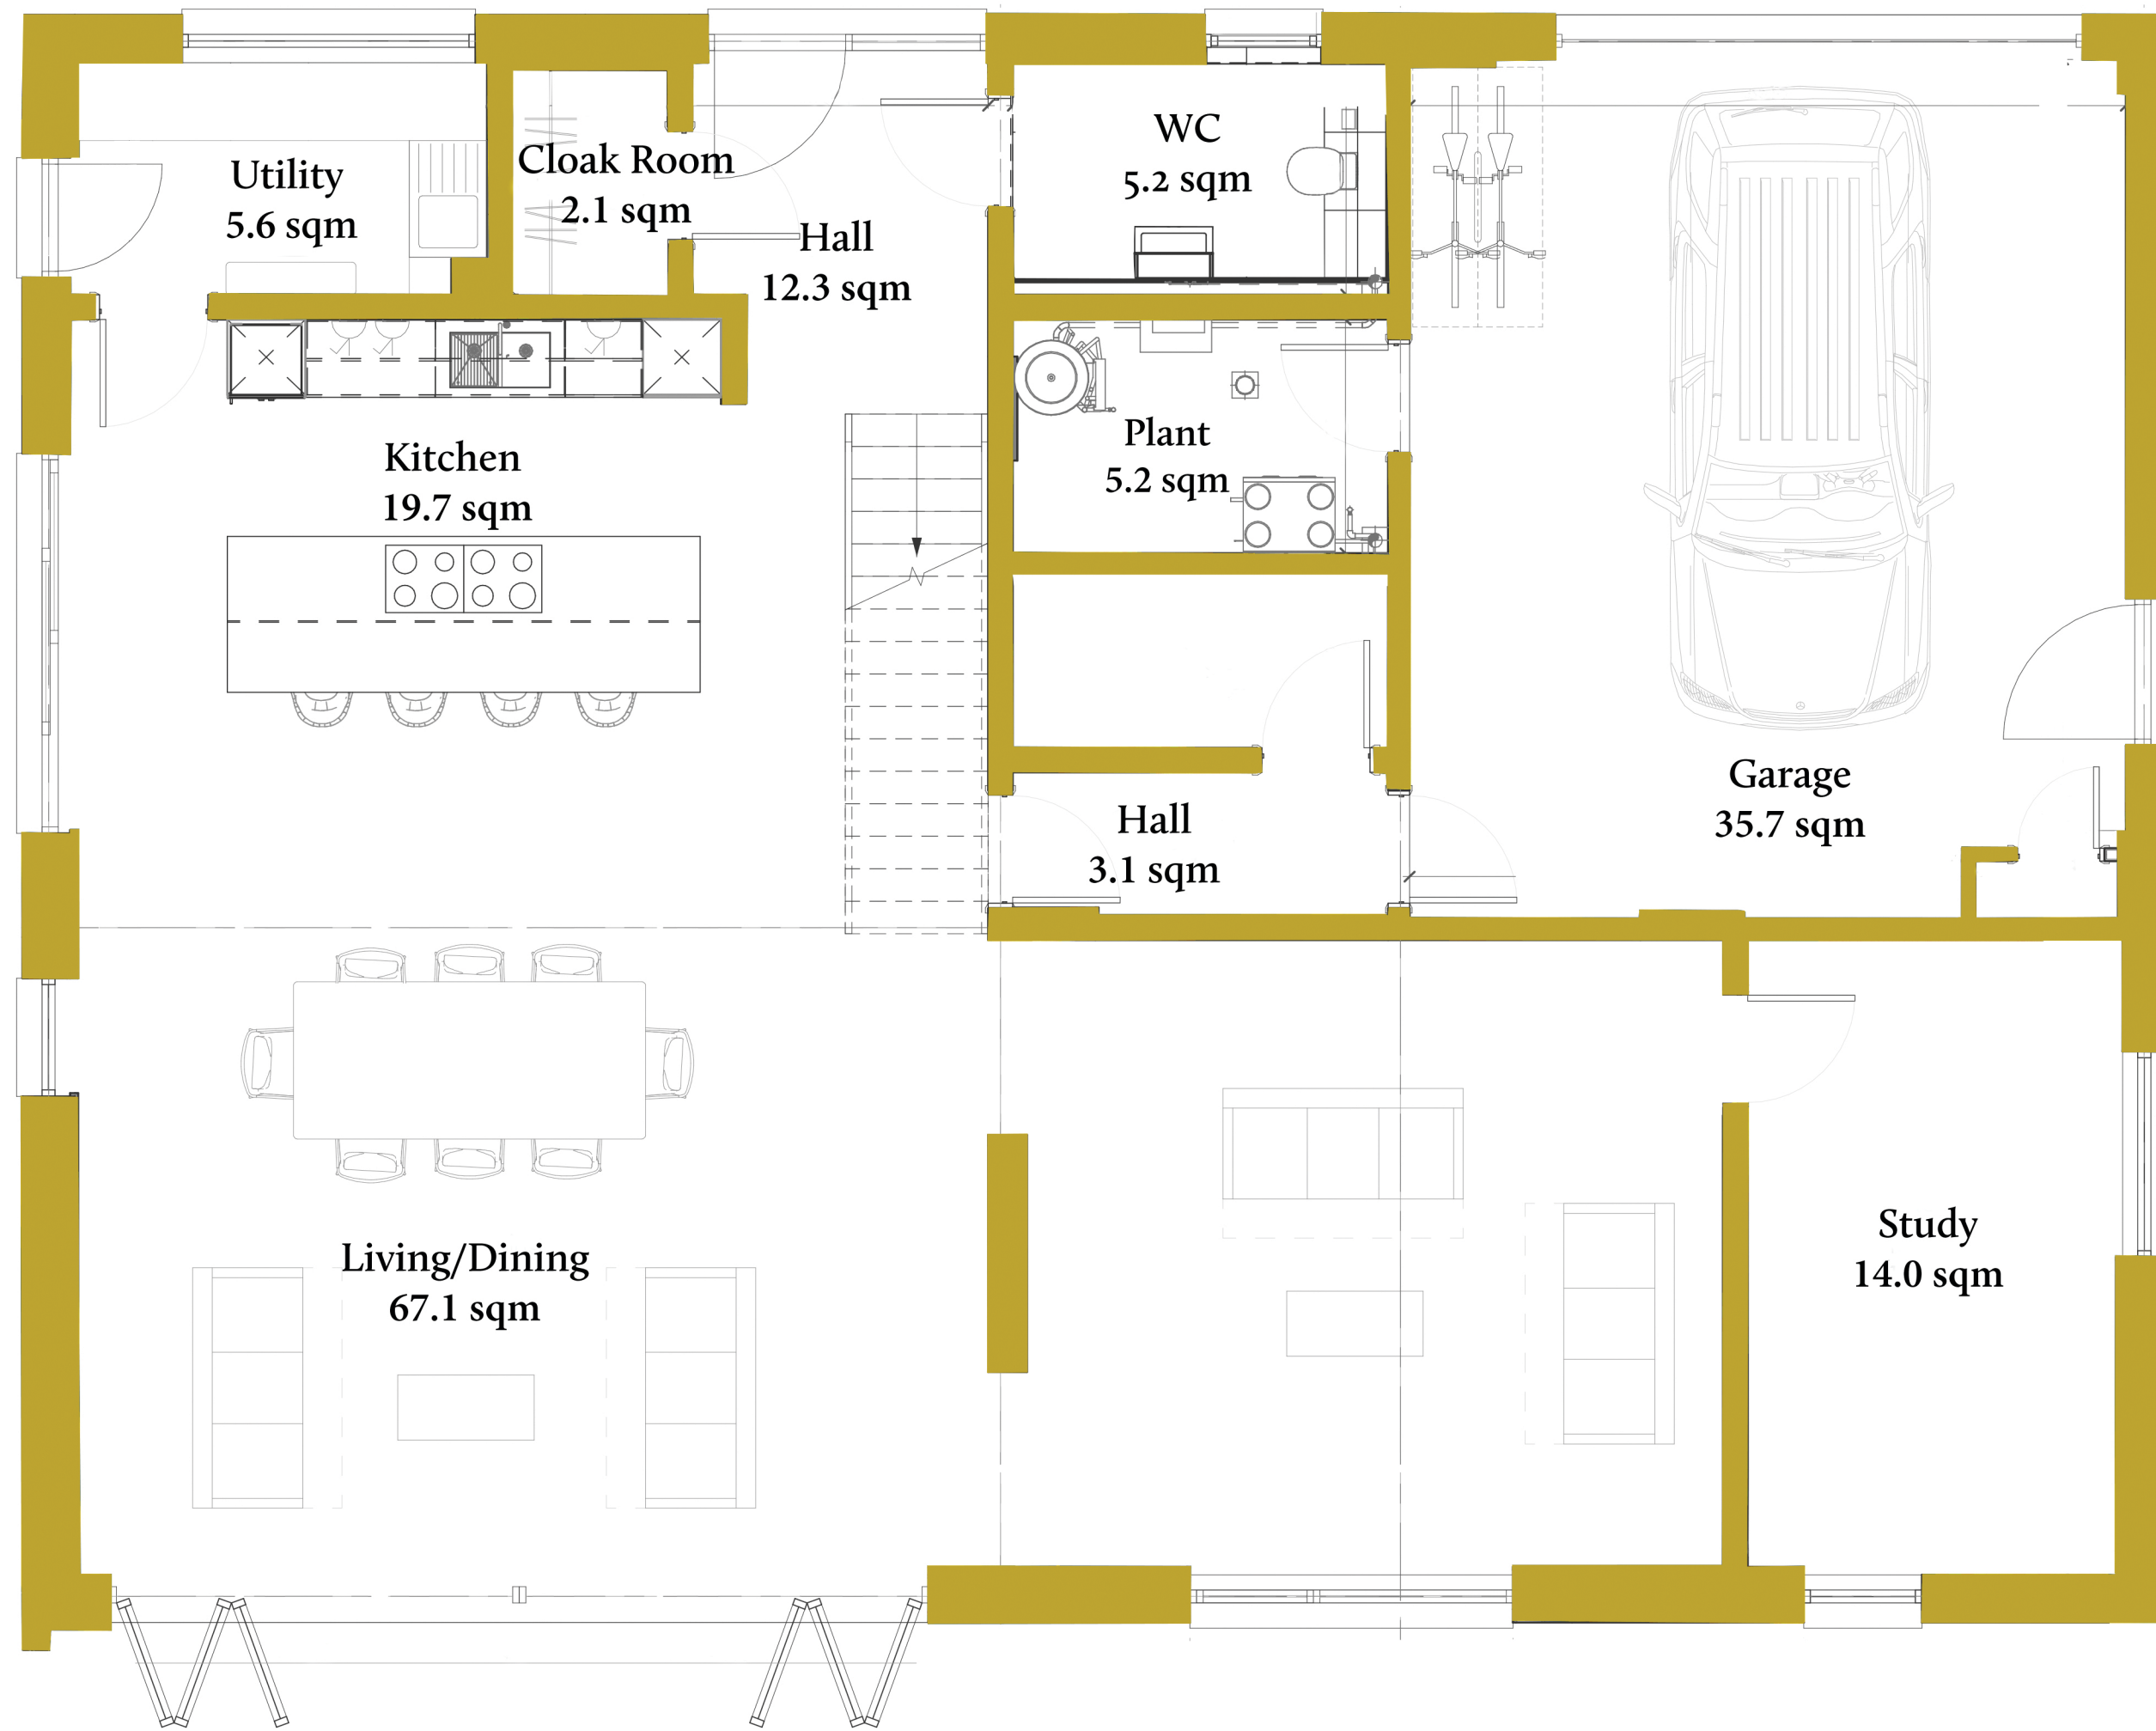 Utility
5.6 sqm
Cloak Room
2.1 sqm
Hall
12.3 sqm
WC
5.2 sqm
Kitchen
19.7 sqm
Plant
5.2 sqm
Hall
3.1 sqm
Garage
35.7 sqm
Living/Dining
67.1 sqm
Study
14.0 sqm